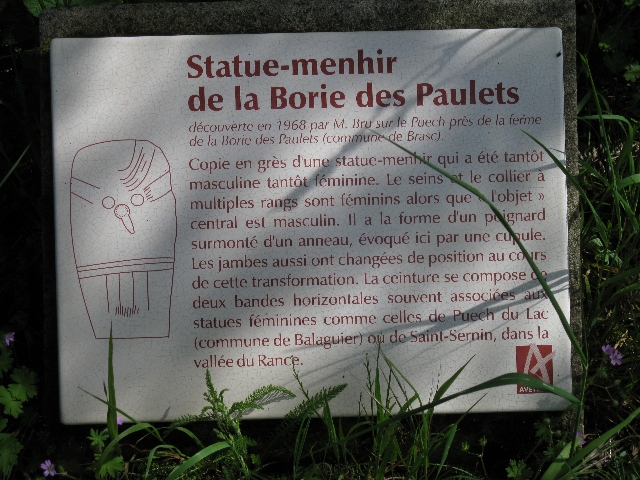 Statue-menhir
de la Borie des Paulets
découverte en 1968 par M. Bru sur le Puech près de la ferme
de la Borie des Paulets (commune de Brasc).
Copie en grès d'une statue-menhir qui a été tantôt
masculine tantôt féminine. Le seins et le collier à
multiples rangs sont féminins alors que « l'objet »
central est masculin. Il a la forme d'un poignard
surmonté d'un anneau, évoqué ici par une cupule.
Les jambes aussi ont changées de position au cours
de cette transformation. La ceinture se compose de
deux bandes horizontales souvent associées aux
statues féminines comme celles de Puech du Lac
(commune de Balaguier) ou de Saint-Sernin, dans la
vallée du Rance.
AVEYRON